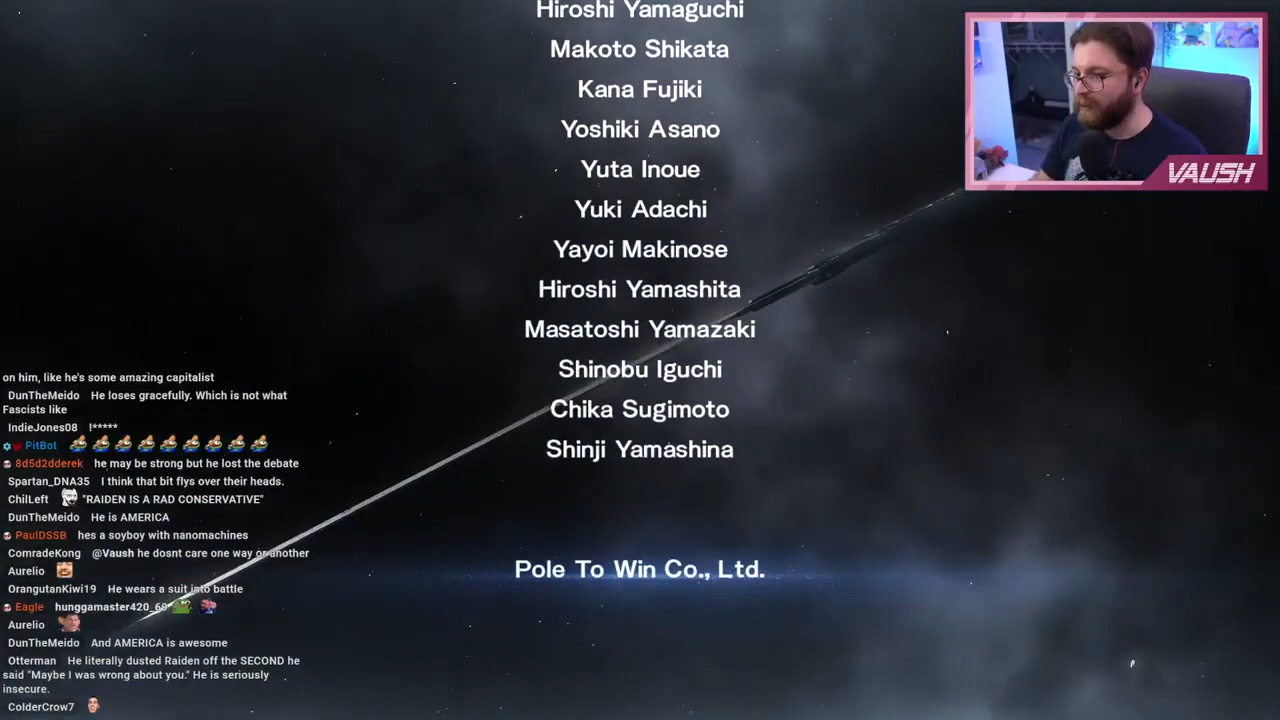 Hiroshi Yamaguchi
Makoto Shikata
Kana Fujiki
Yoshiki Asano
Yuta Inoue
Yuki Adachi
Yayoi Makinose
Hiroshi Yamashita
Masatoshi Yamazaki
Shinobu Iguchi
Chika Sugimoto
Shinji Yamashina
Pole To Win Co., Ltd.
VAUSH
on him, like he's some amazing capitalist
DunTheMeido He loses gracefully. Which is not what
Fascists like
IndieJones08 !*****
PitBot
8d5d2dderek he may be strong but he lost the debate
Spartan_DNA35 I think that bit flys over their heads.
ChilLeft "RAIDEN IS A RAD CONSERVATIVE"
DunTheMeido He is AMERICA
PaulDSSB hes a soyboy with nanomachines
ComradeKong @Vaush he dosnt care one way or another
Aurelio
OrangutanKiwi19 He wears a suit into battle
Eagle hunggamaster420_69
Aurelio
DunTheMeido And AMERICA is awesome
Otterman He literally dusted Raiden off the SECOND he
said "Maybe I was wrong about you." He is seriously
insecure.
ColderCrow7